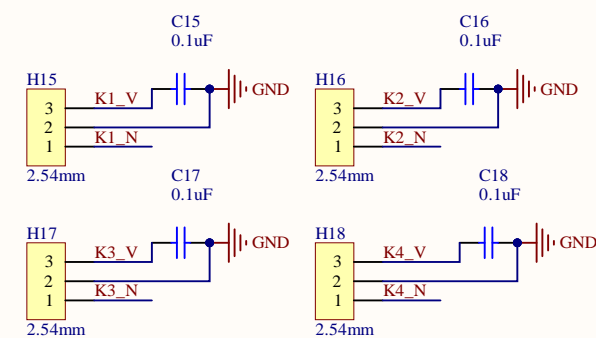 C15
0.1uF
H15
3
2
1
K1_V
K1_N
GND
2.54mm
C16
0.1uF
H16
3
2
1
K2_V
K2_N
GND
2.54mm
C17
0.1uF
H17
3
2
1
K3_V
K3_N
GND
2.54mm
C18
0.1uF
H18
3
2
1
K4_V
K4_N
GND
2.54mm